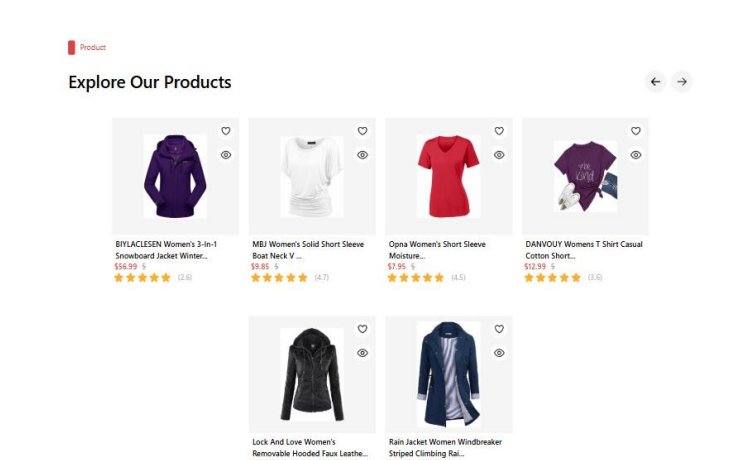 Product
Explore Our Products
BIYLACLESEN Women's 3-in-1
Snowboard Jacket Winter...
$56.99 $
(2.6)
MBJ Women's Solid Short Sleeve
Boat Neck V ...
$9.85 $
(4.7)
Opna Women's Short Sleeve
Moisture...
$7.95 $
(4.5)
DANVOUY Womens T Shirt Casual
Cotton Short...
$12.99 $
(3.6)
Lock And Love Women's
Removable Hooded Faux Leathe...
Rain Jacket Women Windbreaker
Striped Climbing Rai...